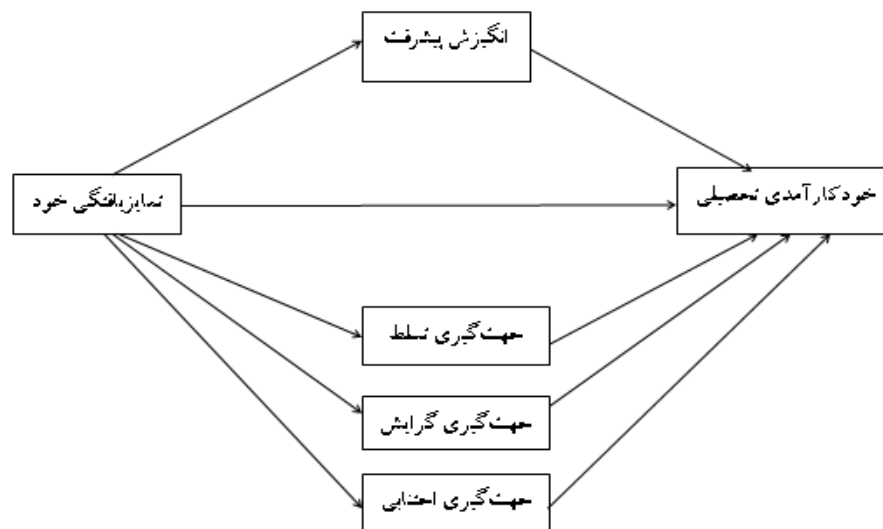 انگیزش پیشرفت
تمایزیافتگی خود
خودکارآمدی تحصیلی
جهت‌گیری تسلط
جهت‌گیری گرایش
جهت‌گیری اجتنابی